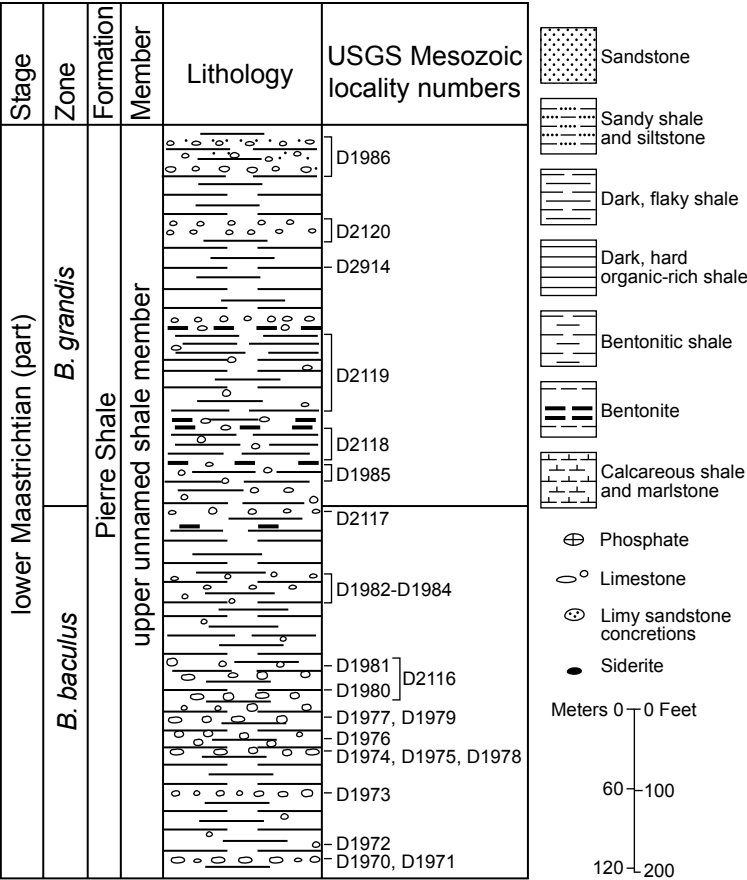 Stage
Zone
Formation
Member
Lithology
USGS Mesozoic
locality numbers
lower Maastrichtian (part)
B. grandis
B. baculus
Pierre Shale
upper unnamed shale member
D1986
D2120
D2914
D2119
D2118
D1985
D2117
D1982-D1984
D1981
D2116
D1980
D1977, D1979
D1976
D1974, D1975, D1978
D1973
D1972
D1970, D1971
Sandstone
Sandy shale
and siltstone
Dark, flaky shale
Dark, hard
organic-rich shale
Bentonitic shale
Bentonite
Calcareous shale
and marlstone
Phosphate
Limestone
Limy sandstone
concretions
Siderite
Meters 0 0 Feet
60 100
120 200